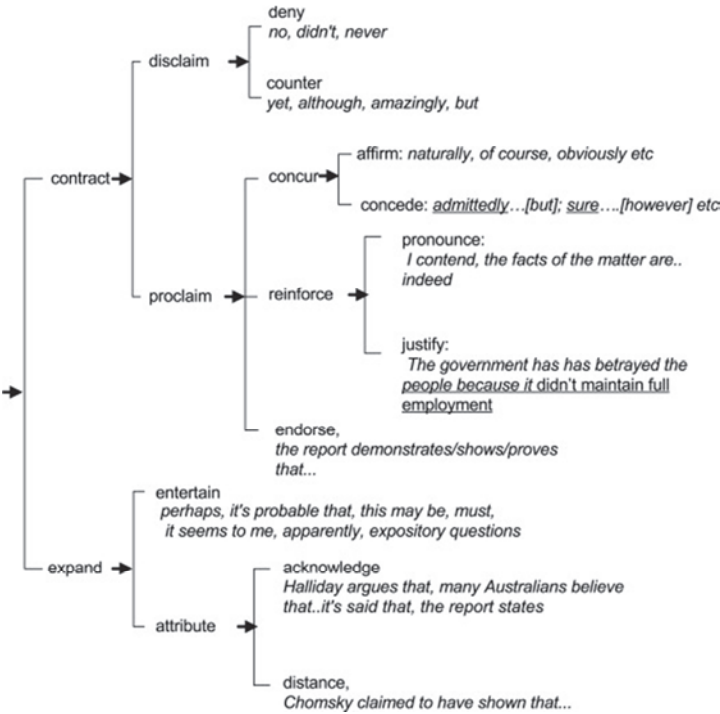 deny
no, didn't, never
disclaim
counter
yet, although, amazingly, but
affirm: naturally, of course, obviously etc
contract
concur
concede: admittedly…[but]; sure….[however] etc
pronounce:
I contend, the facts of the matter are..
indeed
proclaim
reinforce
justify:
The government has has betrayed the
people because it didn't maintain full
employment
endorse,
the report demonstrates/shows/proves
that...
entertain
perhaps, it's probable that, this may be, must,
it seems to me, apparently, expository questions
expand
acknowledge
Halliday argues that, many Australians believe
that..it's said that, the report states
attribute
distance,
Chomsky claimed to have shown that...